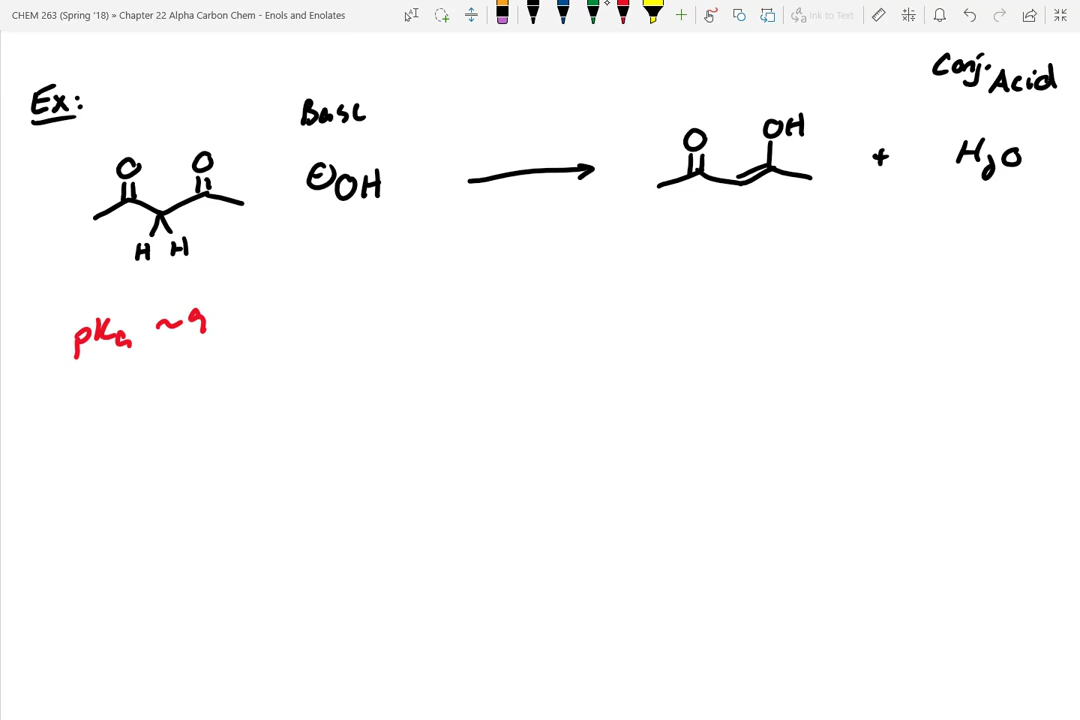 CHEM 263 (Spring '18) » Chapter 22 Alpha Carbon Chem - Enols and Enolates
Ink to Text
Conj. Acid
Ex:
Base
O O ⊖OH O OH + H2O
H H
pKa ~9